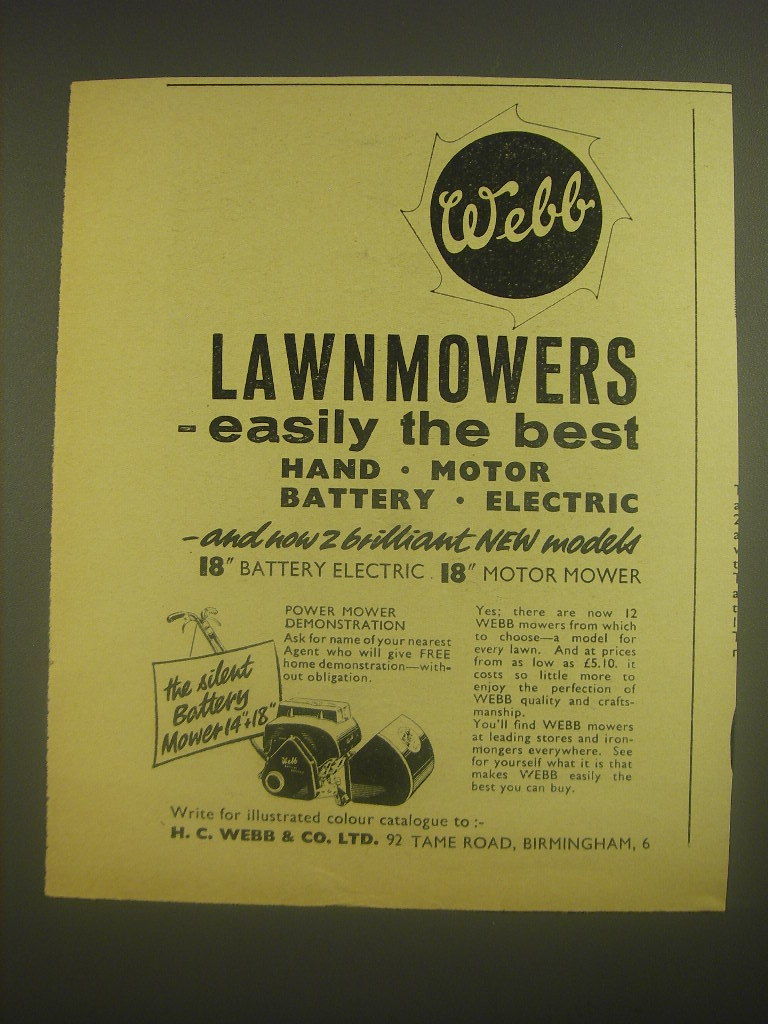 Webb
LAWNMOWERS
- easily the best
HAND • MOTOR
BATTERY • ELECTRIC
- and now 2 brilliant NEW models
18" BATTERY ELECTRIC . 18" MOTOR MOWER
the silent
Battery
Mower 14" + 18"
POWER MOWER
DEMONSTRATION
Ask for name of your nearest
Agent who will give FREE
home demonstration—with-
out obligation.
Webb
Yes; there are now 12
WEBB mowers from which
to choose—a model for
every lawn. And at prices
from as low as £5.10. it
costs so little more to
enjoy the perfection of
WEBB quality and crafts-
manship.
You'll find WEBB mowers
at leading stores and iron-
mongers everywhere. See
for yourself what it is that
makes WEBB easily the
best you can buy.
Write for illustrated colour catalogue to :-
H. C. WEBB & CO. LTD. 92 TAME ROAD, BIRMINGHAM, 6